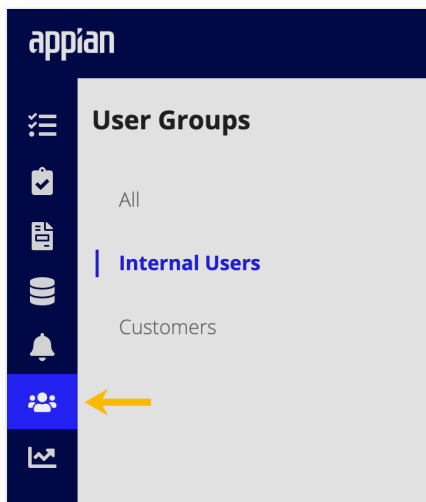 appian
User Groups
All
Internal Users
Customers